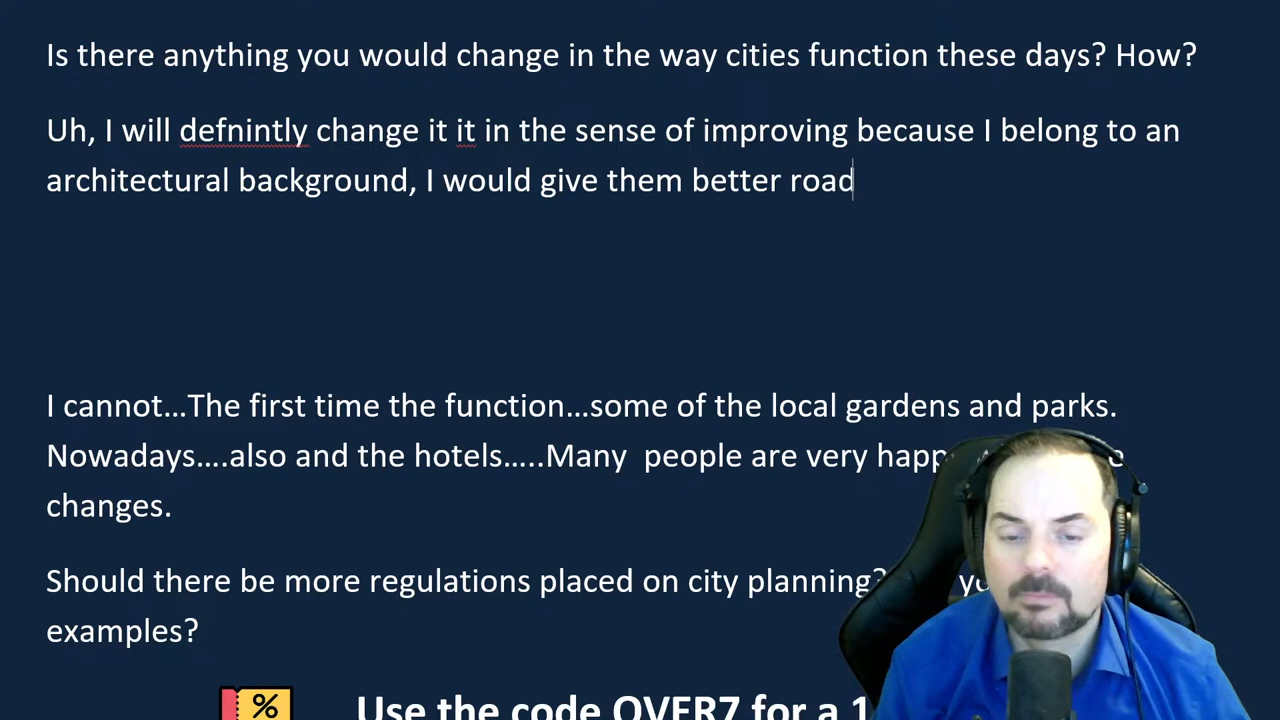 Is there anything you would change in the way cities function these days? How?
Uh, I will defnintly change it it in the sense of improving because I belong to an
architectural background, I would give them better road
I cannot…The first time the function…some of the local gardens and parks.
Nowadays….also and the hotels…..Many people are very happ
changes.
Should there be more regulations placed on city planning?
examples?
%
Use the code OVER7 for a 1